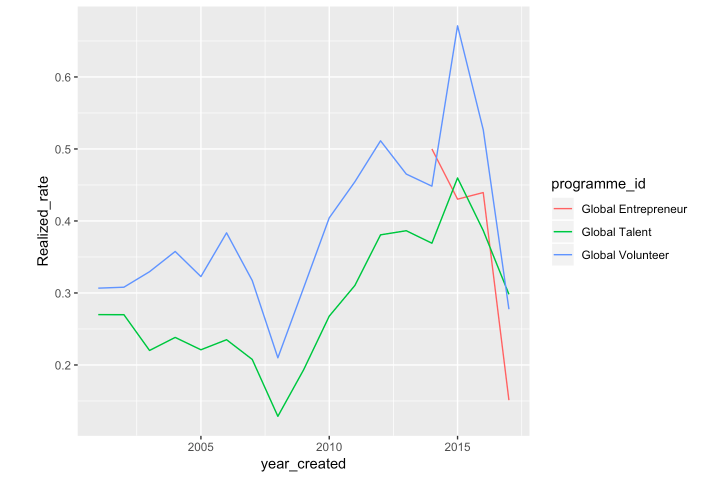 Realized_rate
0.6
0.5
0.4
0.3
0.2
2005 2010 2015
year_created
programme_id
Global Entrepreneur
Global Talent
Global Volunteer